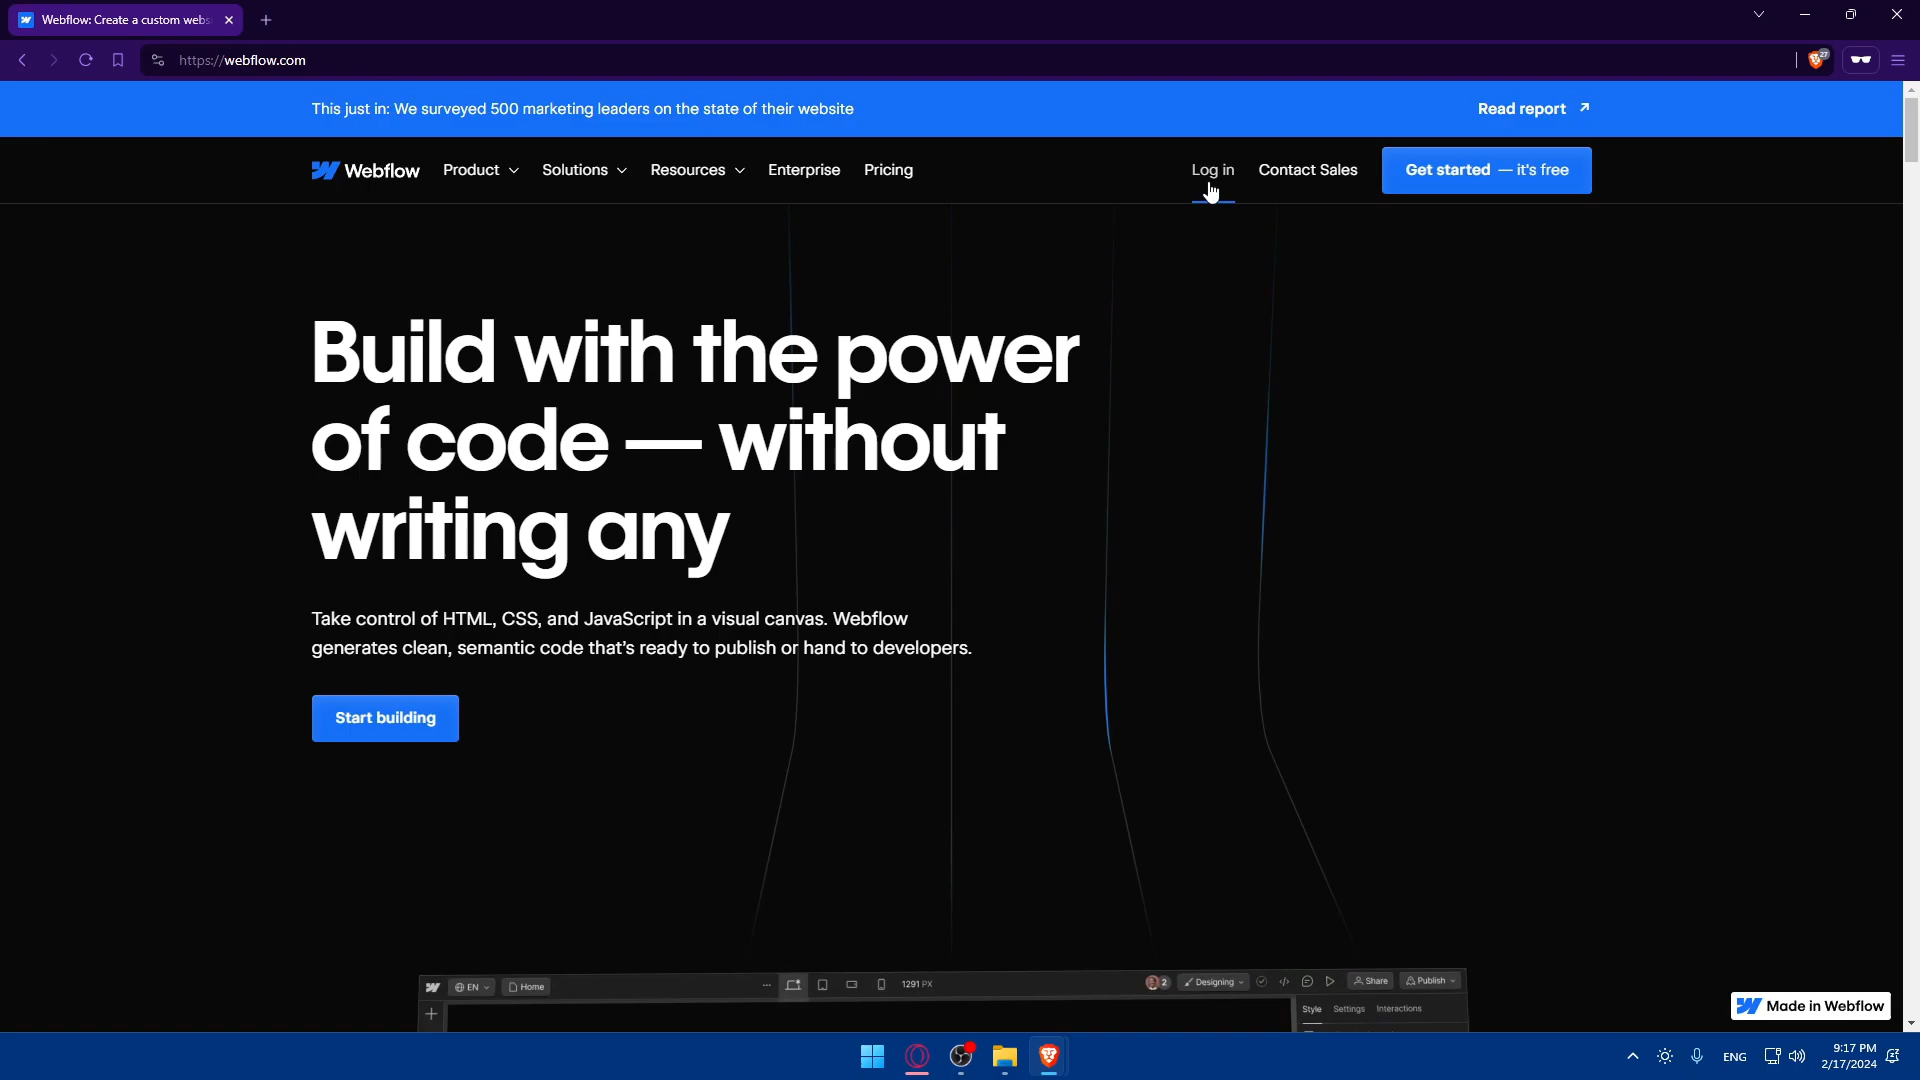 Webflow: Create a custom webs
https://webflow.com
27
This just in: We surveyed 500 marketing leaders on the state of their website
Read report
Webflow
Product
Solutions
Resources
Enterprise
Pricing
Log in
Contact Sales
Get started — it's free
Build with the power
of code — without
writing any
Take control of HTML, CSS, and JavaScript in a visual canvas. Webflow
generates clean, semantic code that's ready to publish or hand to developers.
Start building
EN
Home
1291 PX
2
Designing
Share
Publish
Style
Settings
Interactions
Made in Webflow
ENG
9:17 PM
2/17/2024